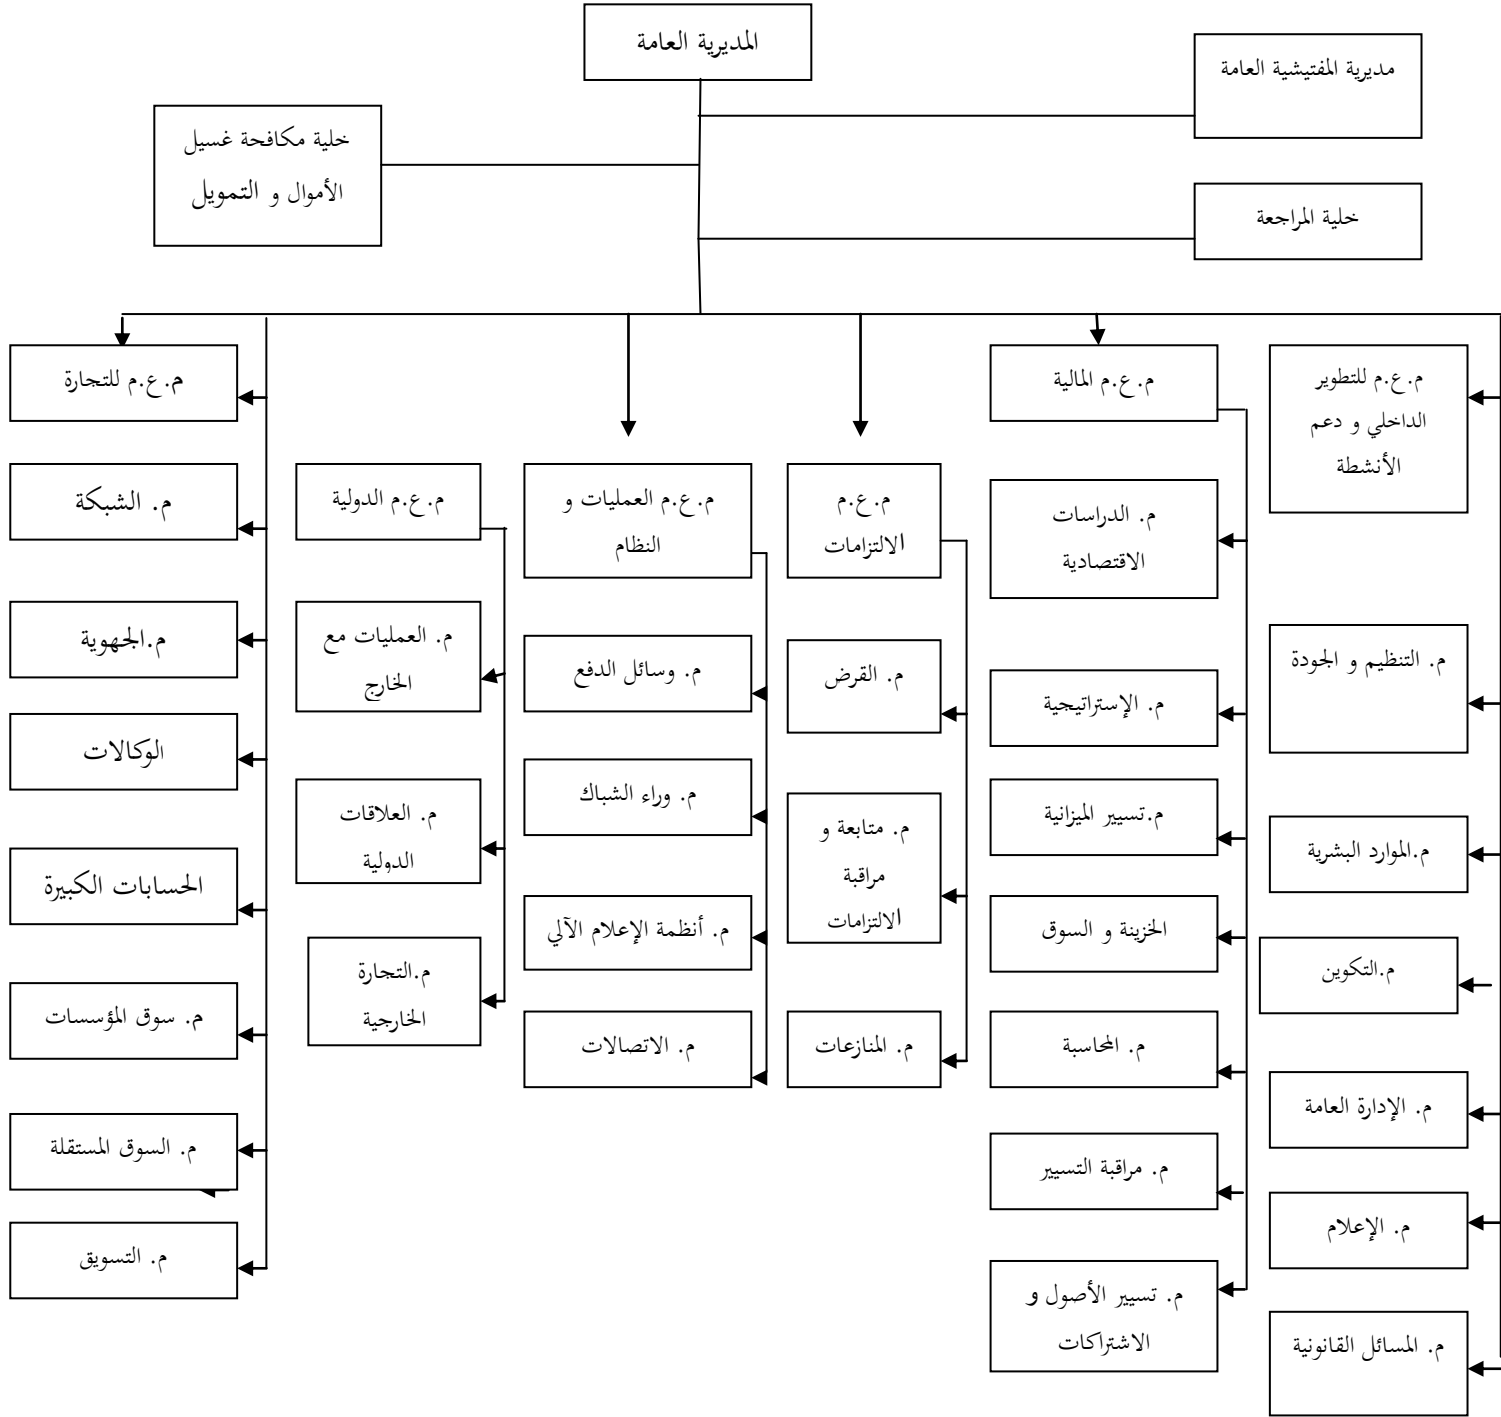 المديرية العامة
مديرية المفتيشية العامة
خلية مكافحة غسيل
الأموال و التمويل
خلية المراجعة
م.ع.م للتطوير
الداخلي و دعم
الأنشطة
م. التنظيم و الجودة
م.الموارد البشرية
م.التكوين
م. الإدارة العامة
م. الإعلام
م. المسائل القانونية
م.ع.م المالية
م. الدراسات
الاقتصادية
م. الإستراتيجية
م.تسيير الميزانية
الخزينة و السوق
م. المحاسبة
م. مراقبة التسيير
م. تسيير الأصول و
الاشتراكات
م.ع.م
الالتزامات
م. القرض
م. متابعة و
مراقبة
الالتزامات
م. المنازعات
م.ع.م العمليات و
النظام
م. وسائل الدفع
م. وراء الشباك
م. أنظمة الإعلام الآلي
م. الاتصالات
م.ع.م الدولية
م. العمليات مع
الخارج
م. العلاقات
الدولية
م.التجارة
الخارجية
م.ع.م للتجارة
م. الشبكة
م.الجهوية
الوكالات
الحسابات الكبيرة
م. سوق المؤسسات
م. السوق المستقلة
م. التسويق